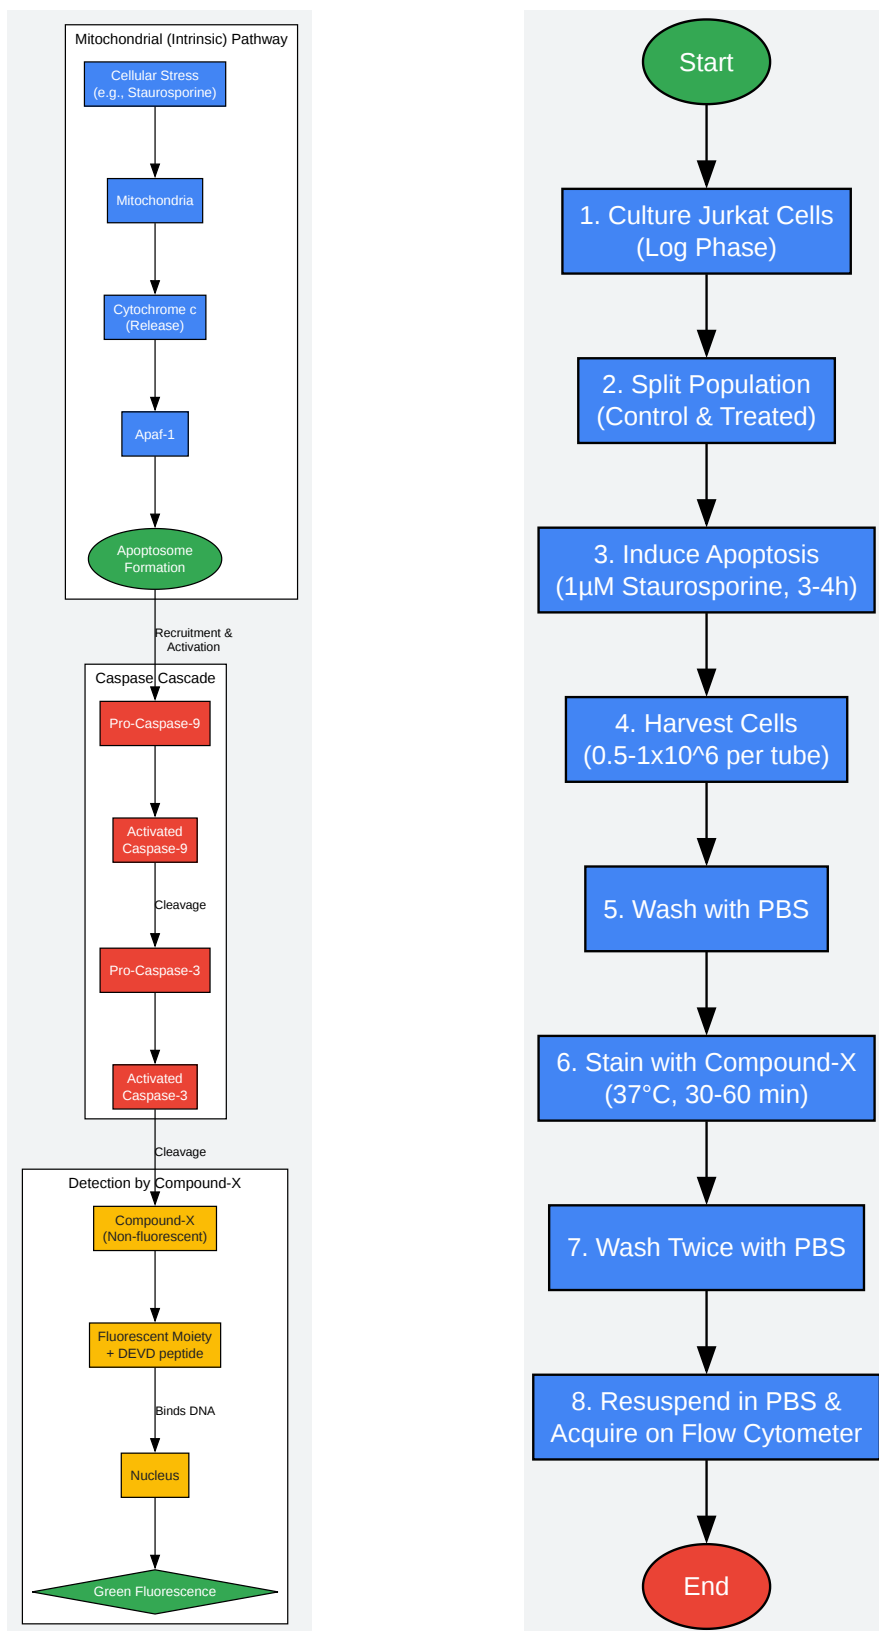 Mitochondrial (Intrinsic) Pathway
Cellular Stress
(e.g., Staurosporine)
Mitochondria
Cytochrome c
(Release)
Apaf-1
Apoptosome
Formation
Recruitment &
Activation
Caspase Cascade
Pro-Caspase-9
Activated
Caspase-9
Cleavage
Pro-Caspase-3
Activated
Caspase-3
Cleavage
Detection by Compound-X
Compound-X
(Non-fluorescent)
Fluorescent Moiety
+ DEVD peptide
Binds DNA
Nucleus
Green Fluorescence
Start
1. Culture Jurkat Cells
(Log Phase)
2. Split Population
(Control & Treated)
3. Induce Apoptosis
(1µM Staurosporine, 3-4h)
4. Harvest Cells
(0.5-1x10^6 per tube)
5. Wash with PBS
6. Stain with Compound-X
(37°C, 30-60 min)
7. Wash Twice with PBS
8. Resuspend in PBS &
Acquire on Flow Cytometer
End